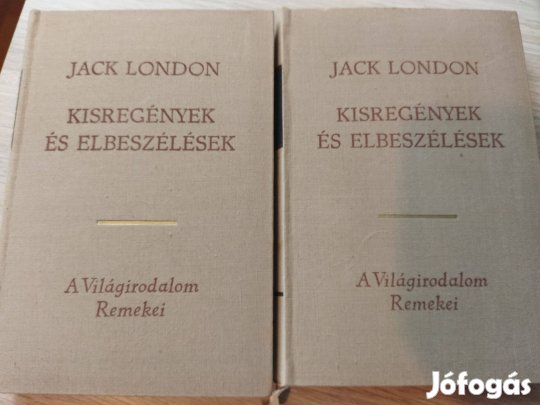 JACK LONDON
KISREGÉNYEK
ÉS ELBESZÉLÉSEK
A Világirodalom
Remekei
JACK LONDON
KISREGÉNYEK
ÉS ELBESZÉLÉSEK
A Világirodalom
Remekei
Jófogás